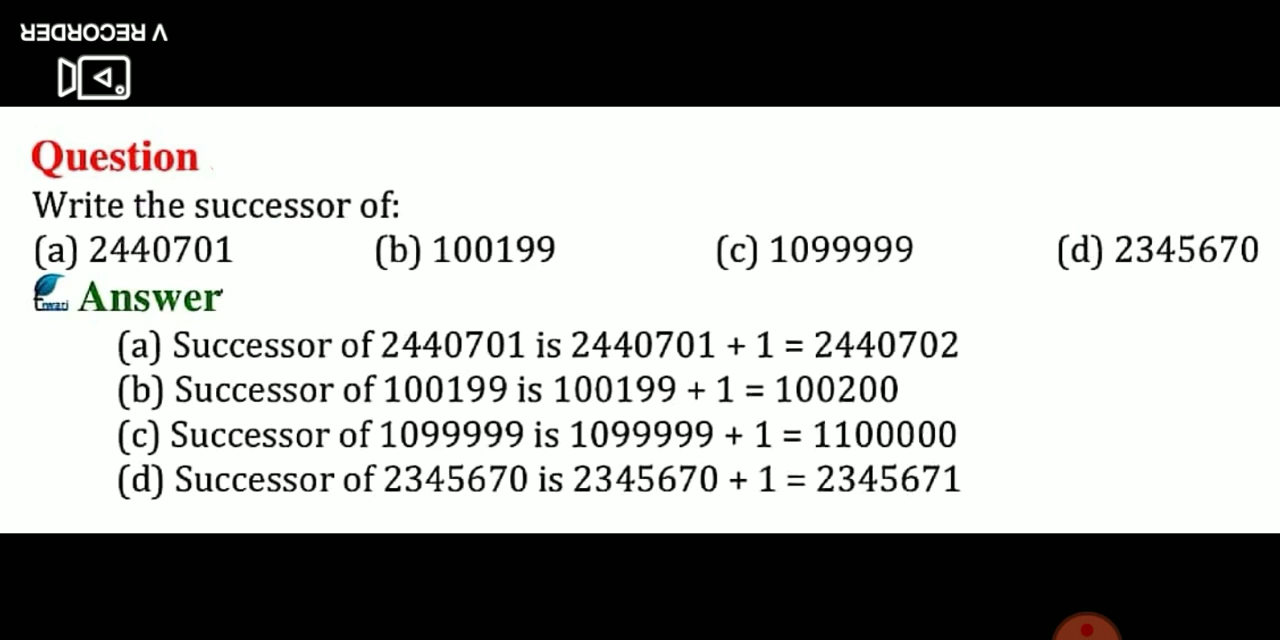 V RECORDER
Question
Write the successor of:
(a) 2440701 (b) 100199 (c) 1099999 (d) 2345670
Answer
(a) Successor of 2440701 is 2440701 + 1 = 2440702
(b) Successor of 100199 is 100199 + 1 = 100200
(c) Successor of 1099999 is 1099999 + 1 = 1100000
(d) Successor of 2345670 is 2345670 + 1 = 2345671